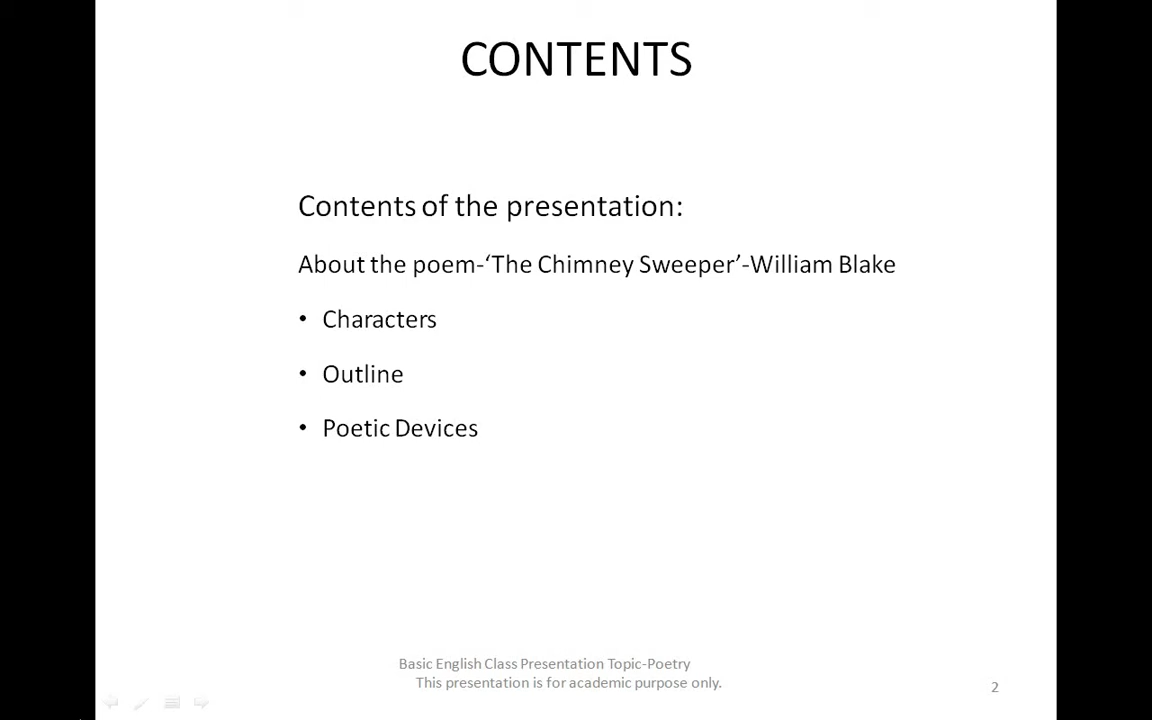 CONTENTS
Contents of the presentation:
About the poem-‘The Chimney Sweeper’-William Blake
• Characters
• Outline
• Poetic Devices
Basic English Class Presentation Topic-Poetry
This presentation is for academic purpose only.
2